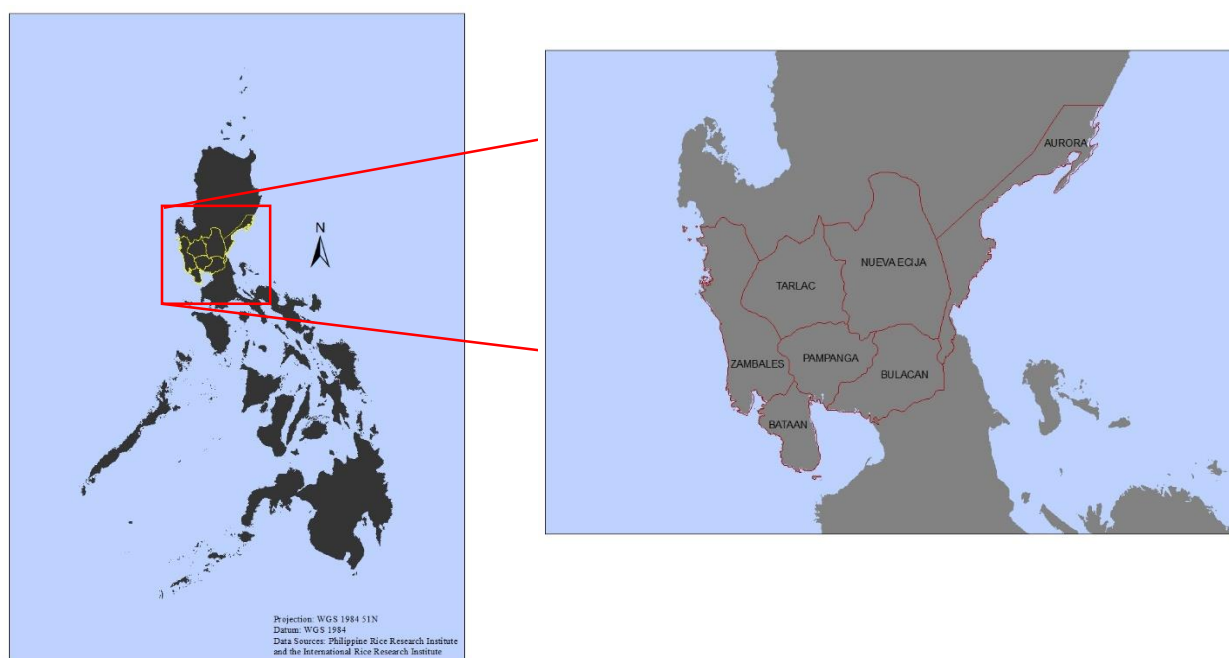 N
Projection: WGS 1984 51N
Datum: WGS 1984
Data Sources: Philippine Rice Research Institute
and the International Rice Research Institute
AURORA
NUEVA ECIJA
TARLAC
PAMPANGA
ZAMBALES
BULACAN
BATAAN